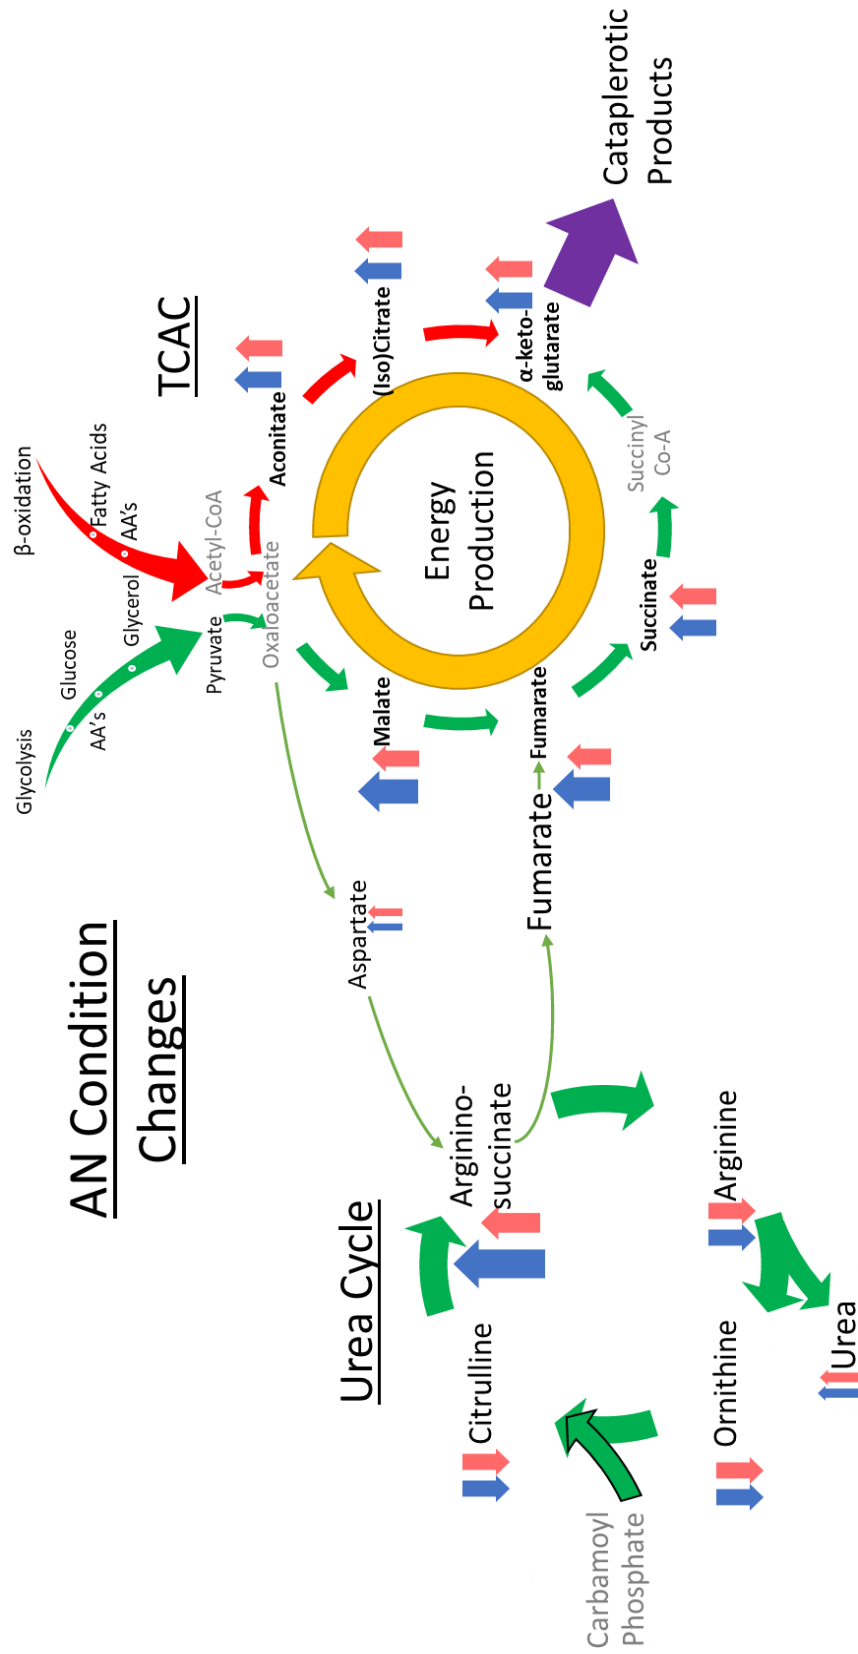 AN Condition
Changes
Glycolysis
Glucose
AA's
Glycerol
Pyruvate
β-oxidation
Fatty Acids
AA's
Acetyl-CoA
Oxaloacetate
TCAC
Aconitate
(Iso)Citrate
α-keto-
glutarate
Cataplerotic
Products
Succinyl
Co-A
Succinate
Fumarate
Malate
Energy
Production
Aspartate
Fumarate
Urea Cycle
Arginino-
succinate
Citrulline
Carbamoyl
Phosphate
Ornithine
Arginine
Urea